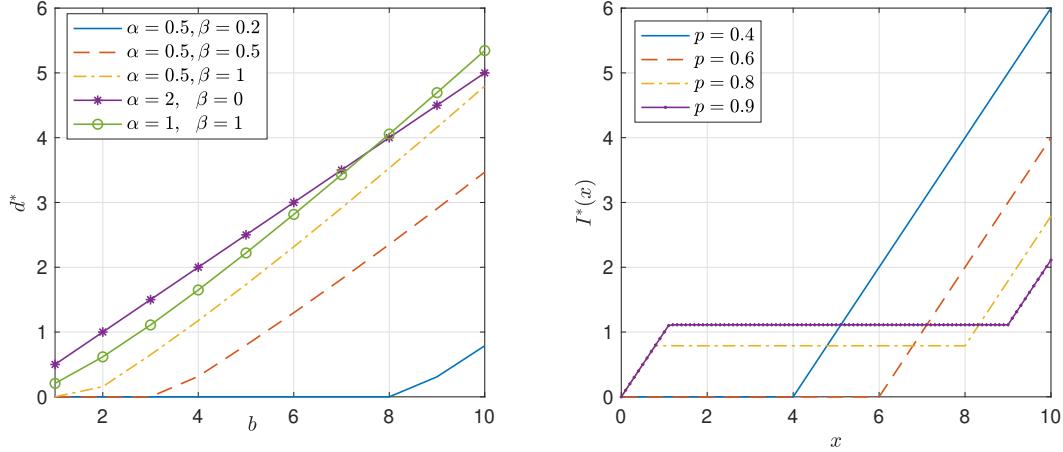 6
5
4
3
2
1
0
d*
2
4
6
8
10
b
α = 0.5, β = 0.2
α = 0.5, β = 0.5
α = 0.5, β = 1
α = 2, β = 0
α = 1, β = 1
6
5
4
3
2
1
0
I*(x)
0
2
4
6
8
10
x
p = 0.4
p = 0.6
p = 0.8
p = 0.9